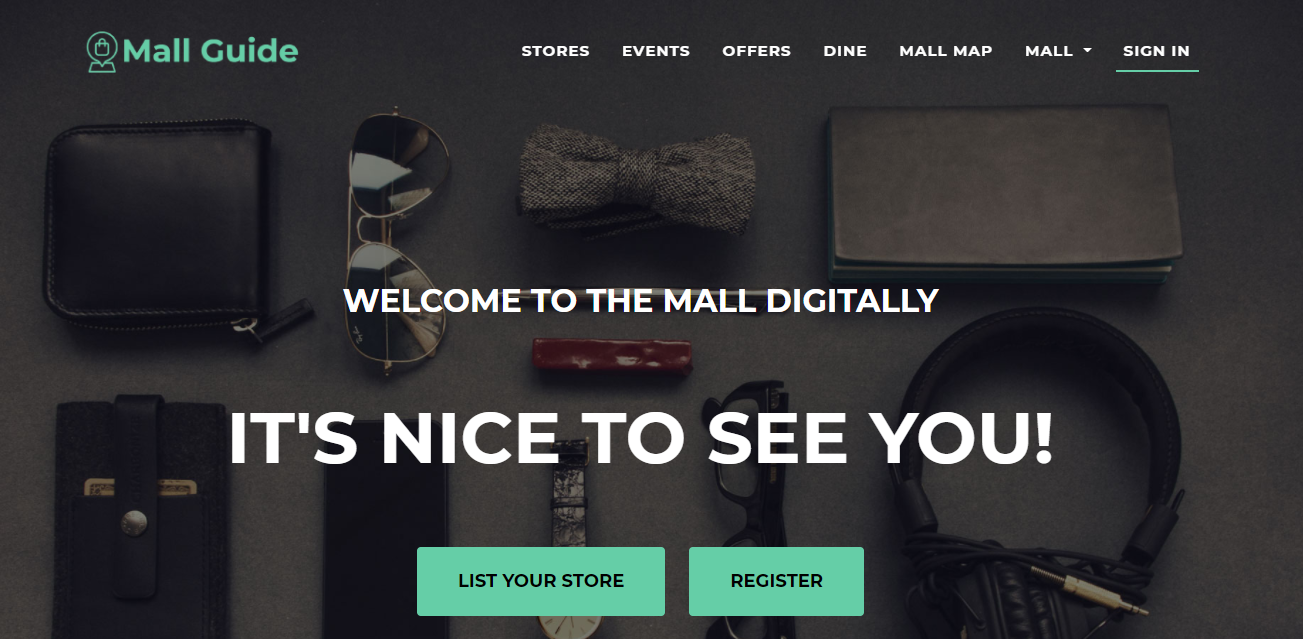 Mall Guide
STORES EVENTS OFFERS DINE MALL MAP MALL SIGN IN
WELCOME TO THE MALL DIGITALLY
IT'S NICE TO SEE YOU!
LIST YOUR STORE REGISTER